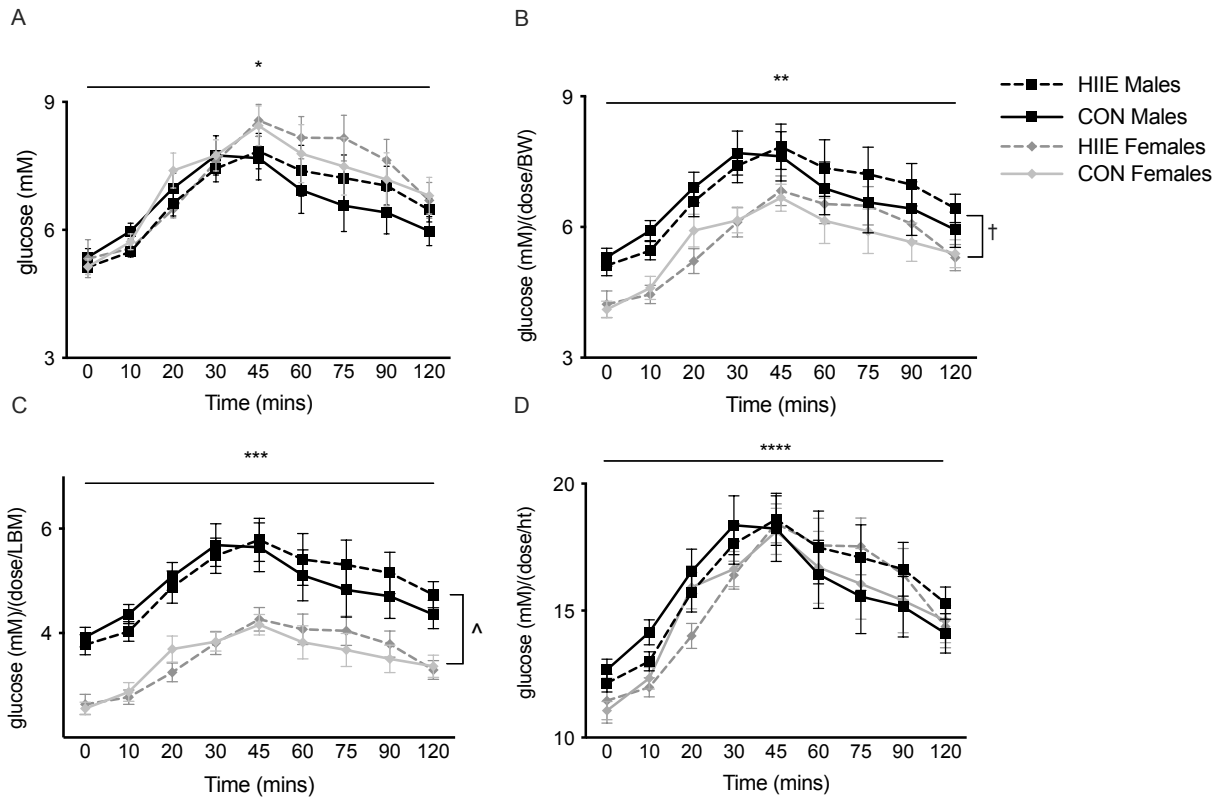 A
*
glucose (mM)
9
6
3
0 10 20 30 45 60 75 90 120
Time (mins)
B
**
glucose (mM)/(dose/BW)
9
6
3
†
0 10 20 30 45 60 75 90 120
Time (mins)
HIIE Males
CON Males
HIIE Females
CON Females
C
***
glucose (mM)/(dose/LBM)
6
4
^
0 10 20 30 45 60 75 90 120
Time (mins)
D
****
glucose (mM)/(dose/ht)
20
15
10
0 10 20 30 45 60 75 90 120
Time (mins)